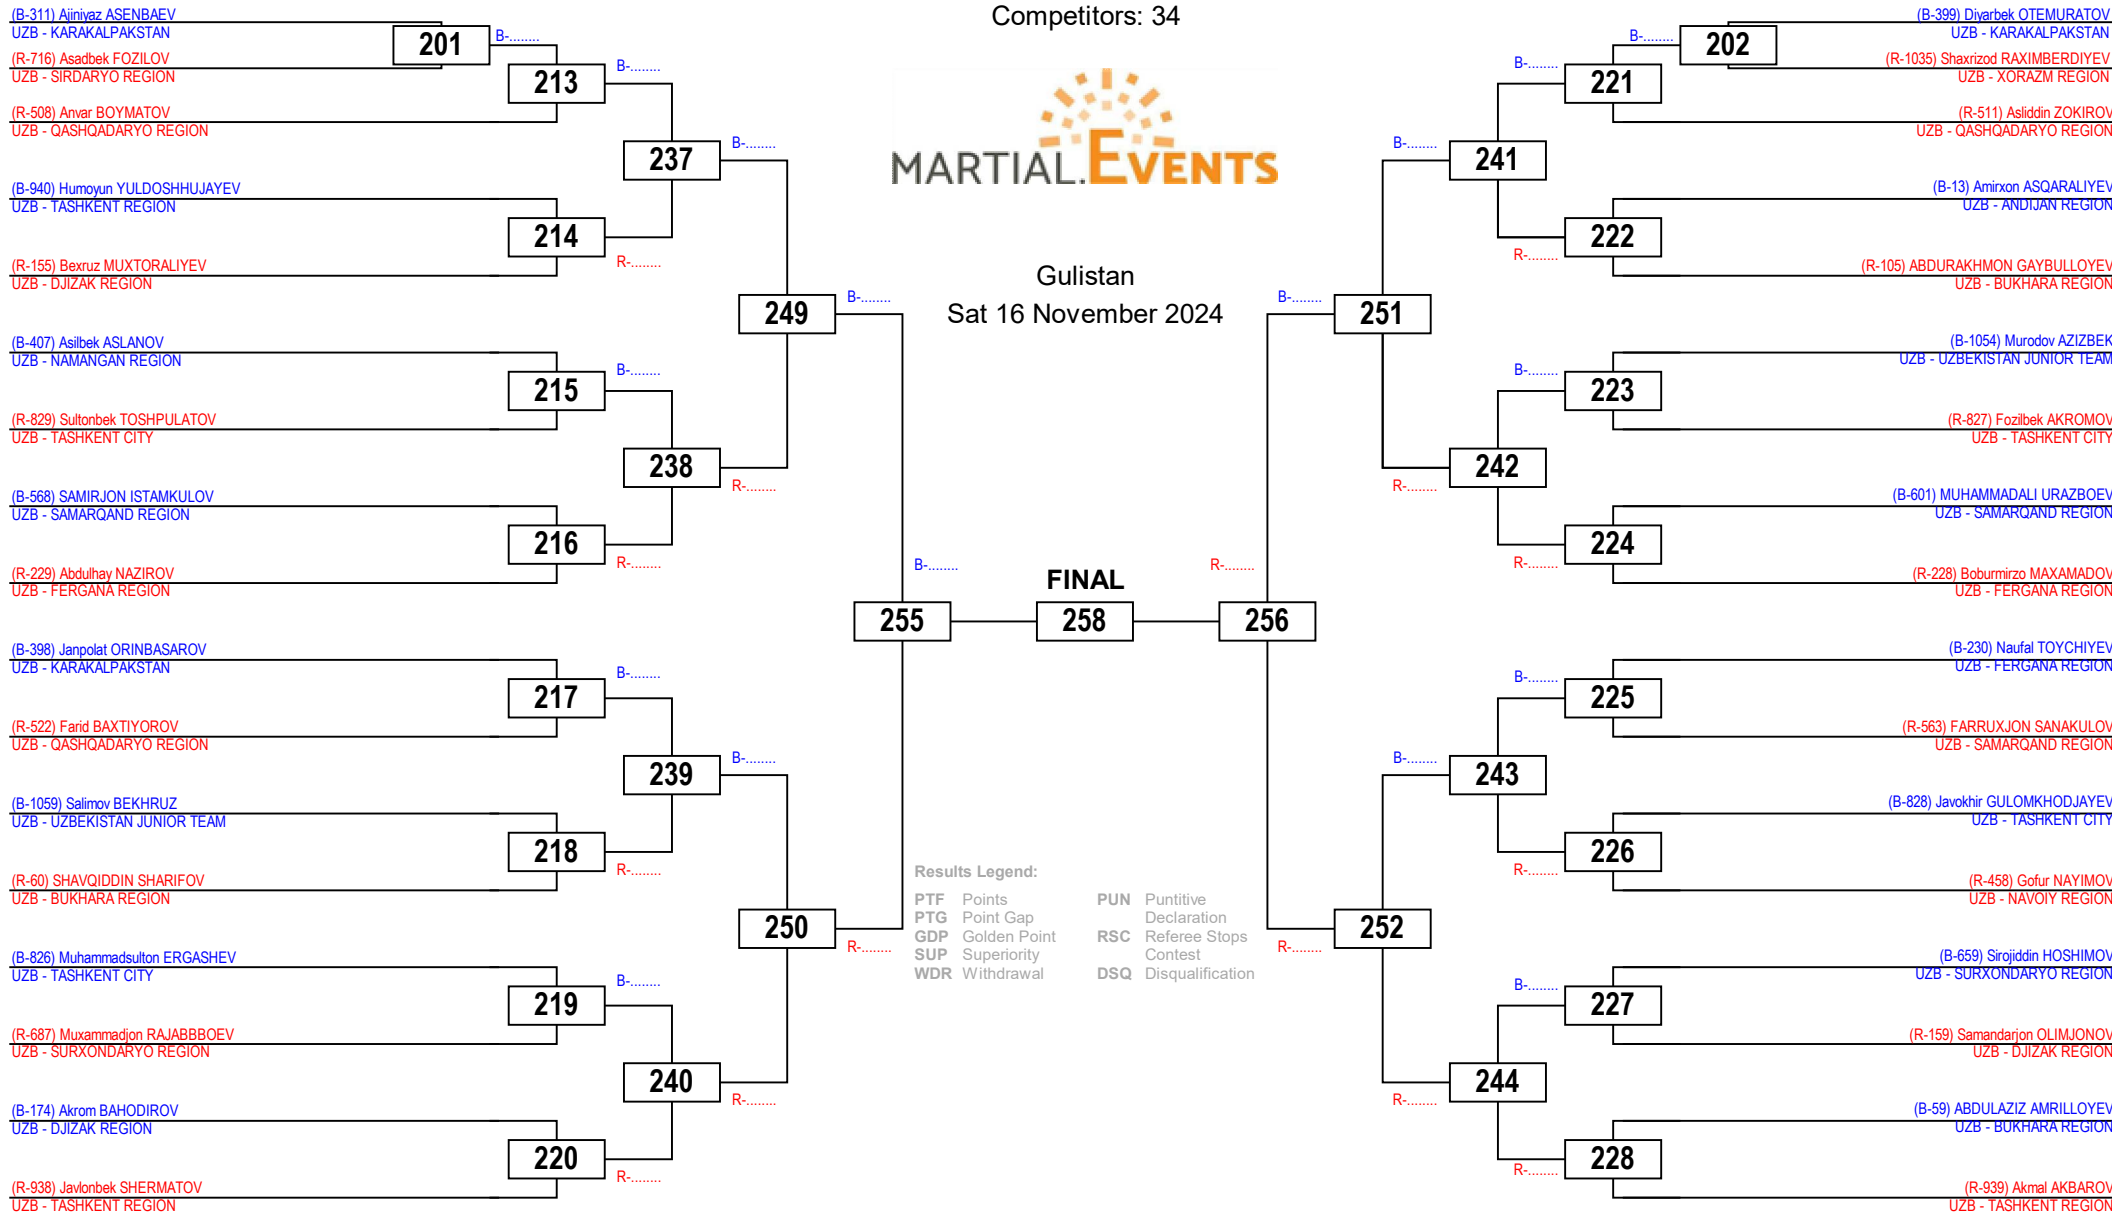 Competitors: 34
MARTIAL.EVENTS
Gulistan
Sat 16 November 2024
(B-311) Ajiniyaz ASENBAEV
UZB - KARAKALPAKSTAN
201
B-........
(R-716) Asadbek FOZILOV
UZB - SIRDARYO REGION
213
B-........
(R-508) Anvar BOYMATOV
UZB - QASHQADARYO REGION
237
B-........
(B-940) Humoyun YULDOSHHUJAYEV
UZB - TASHKENT REGION
214
R-........
(R-155) Bexruz MUXTORALIYEV
UZB - DJIZAK REGION
249
B-........
(B-407) Asilbek ASLANOV
UZB - NAMANGAN REGION
215
B-........
(R-829) Sultonbek TOSHPULATOV
UZB - TASHKENT CITY
238
R-........
(B-568) SAMIRJON ISTAMKULOV
UZB - SAMARQAND REGION
216
R-........
(R-229) Abdulhay NAZIROV
UZB - FERGANA REGION
B-........
255
(B-398) Janpolat ORINBASAROV
UZB - KARAKALPAKSTAN
217
B-........
(R-522) Farid BAXTIYOROV
UZB - QASHQADARYO REGION
239
B-........
(B-1059) Salimov BEKHRUZ
UZB - UZBEKISTAN JUNIOR TEAM
218
R-........
(R-60) SHAVQIDDIN SHARIFOV
UZB - BUKHARA REGION
250
R-........
(B-826) Muhammadsulton ERGASHEV
UZB - TASHKENT CITY
219
B-........
(R-687) Muxammadjon RAJABBBOEV
UZB - SURXONDARYO REGION
240
R-........
(B-174) Akrom BAHODIROV
UZB - DJIZAK REGION
220
R-........
(R-938) Javlonbek SHERMATOV
UZB - TASHKENT REGION
FINAL
258
Results Legend:
PTF Points
PTG Point Gap
GDP Golden Point
SUP Superiority
WDR Withdrawal
PUN Puntitive
Declaration
RSC Referee Stops
Contest
DSQ Disqualification
(B-399) Diyarbek OTEMURATOV
UZB - KARAKALPAKSTAN
B-........
202
(R-1035) Shaxrizod RAXIMBERDIYEV
UZB - XORAZM REGION
B-........
221
(R-511) Asliddin ZOKIROV
UZB - QASHQADARYO REGION
B-........
241
(B-13) Amirxon ASQARALIYEV
UZB - ANDIJAN REGION
R-........
222
(R-105) ABDURAKHMON GAYBULLOYEV
UZB - BUKHARA REGION
B-........
251
(B-1054) Murodov AZIZBEK
UZB - UZBEKISTAN JUNIOR TEAM
B-........
223
(R-827) Fozilbek AKROMOV
UZB - TASHKENT CITY
R-........
242
(B-601) MUHAMMADALI URAZBOEV
UZB - SAMARQAND REGION
R-........
224
(R-228) Boburmirzo MAXAMADOV
UZB - FERGANA REGION
R-........
256
(B-230) Naufal TOYCHIYEV
UZB - FERGANA REGION
B-........
225
(R-563) FARRUXJON SANAKULOV
UZB - SAMARQAND REGION
B-........
243
(B-828) Javokhir GULOMKHODJAYEV
UZB - TASHKENT CITY
R-........
226
(R-458) Gofur NAYIMOV
UZB - NAVOIY REGION
R-........
252
(B-659) Sirojiddin HOSHIMOV
UZB - SURXONDARYO REGION
B-........
227
(R-159) Samandarjon OLIMJONOV
UZB - DJIZAK REGION
R-........
244
(B-59) ABDULAZIZ AMRILLOYEV
UZB - BUKHARA REGION
R-........
228
(R-939) Akmal AKBAROV
UZB - TASHKENT REGION